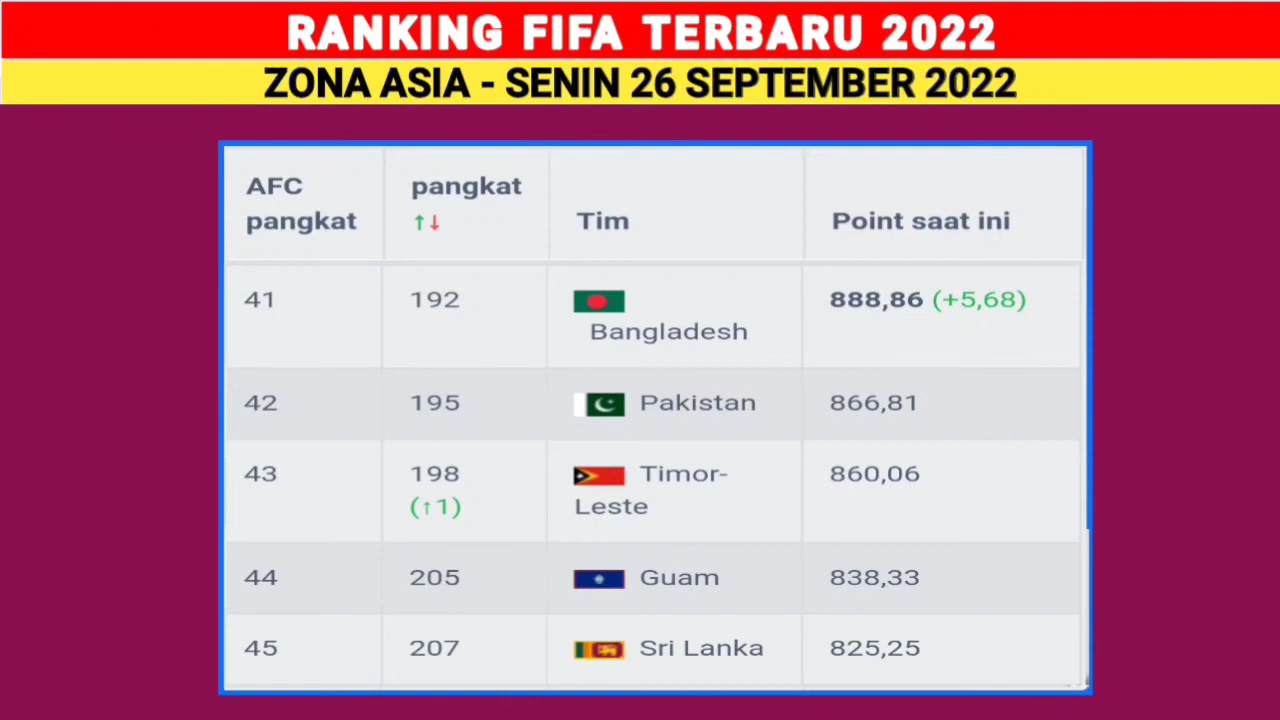 RANKING FIFA TERBARU 2022
ZONA ASIA - SENIN 26 SEPTEMBER 2022
AFC pangkat pangkat ↑↓ Tim Point saat ini
41 192 Bangladesh 888,86 (+5,68)
42 195 Pakistan 866,81
43 198 (↑1) Timor-Leste 860,06
44 205 Guam 838,33
45 207 Sri Lanka 825,25